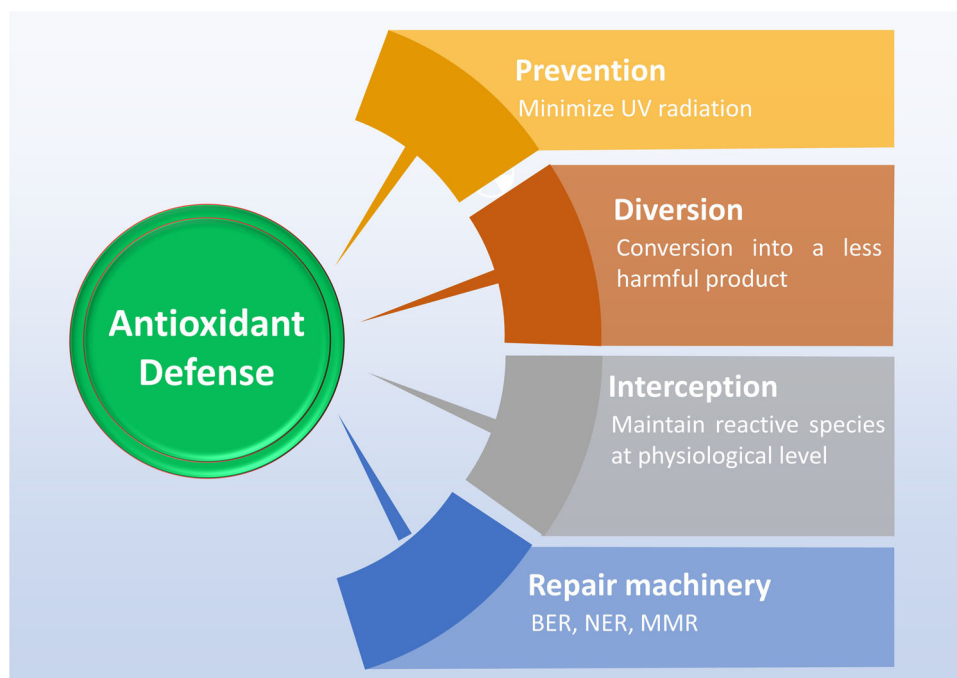 Prevention
Minimize UV radiation
Diversion
Conversion into a less
harmful product
Antioxidant
Defense
Interception
Maintain reactive species
at physiological level
Repair machinery
BER, NER, MMR